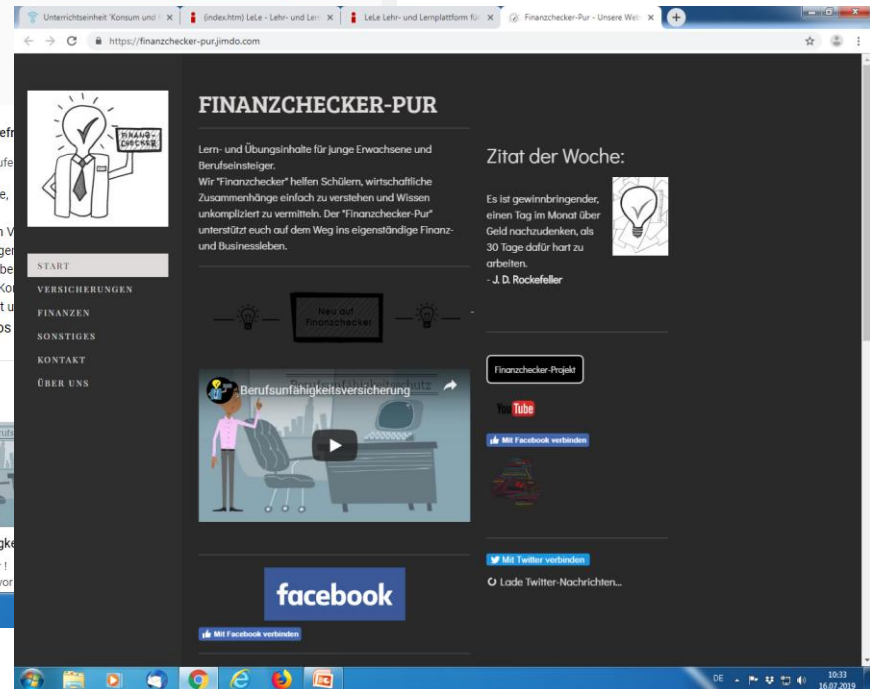 Unterrichtseinheit 'Konsum und
(index.htm) LeLe - Lehr- und Lern
LeLe Lehr- und Lernplattform für
Finanzchecker-Pur - Unsere Web
https://finanzchecker-pur.jimdo.com
FINANZ-
CHECKER
START
VERSICHERUNGEN
FINANZEN
SONSTIGES
KONTAKT
ÜBER UNS
FINANZCHECKER-PUR
Lern- und Übungsinhalte für junge Erwachsene und
Berufseinsteiger.
Wir "Finanzchecker" helfen Schülern, wirtschaftliche
Zusammenhänge einfach zu verstehen und Wissen
unkompliziert zu vermitteln. Der "Finanzchecker-Pur"
unterstützt euch auf dem Weg ins eigenständige Finanz-
und Businessleben.
Neu auf
Finanzchecker
Berufsunfähigkeitsversicherung
facebook
Mit Facebook verbinden
Zitat der Woche:
Es ist gewinnbringender,
einen Tag im Monat über
Geld nachzudenken, als
30 Tage dafür hart zu
arbeiten.
- J. D. Rockefeller
Finanzchecker-Projekt
YouTube
Mit Facebook verbinden
Mit Twitter verbinden
Lade Twitter-Nachrichten...
DE
10:33
16.07.2019